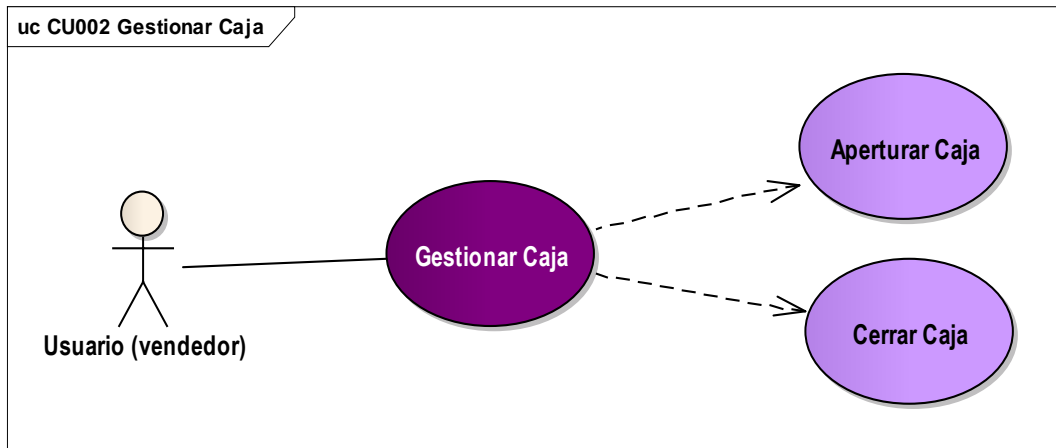 uc CU002 Gestionar Caja
Aperturar Caja
Gestionar Caja
Usuario (vendedor)
Cerrar Caja